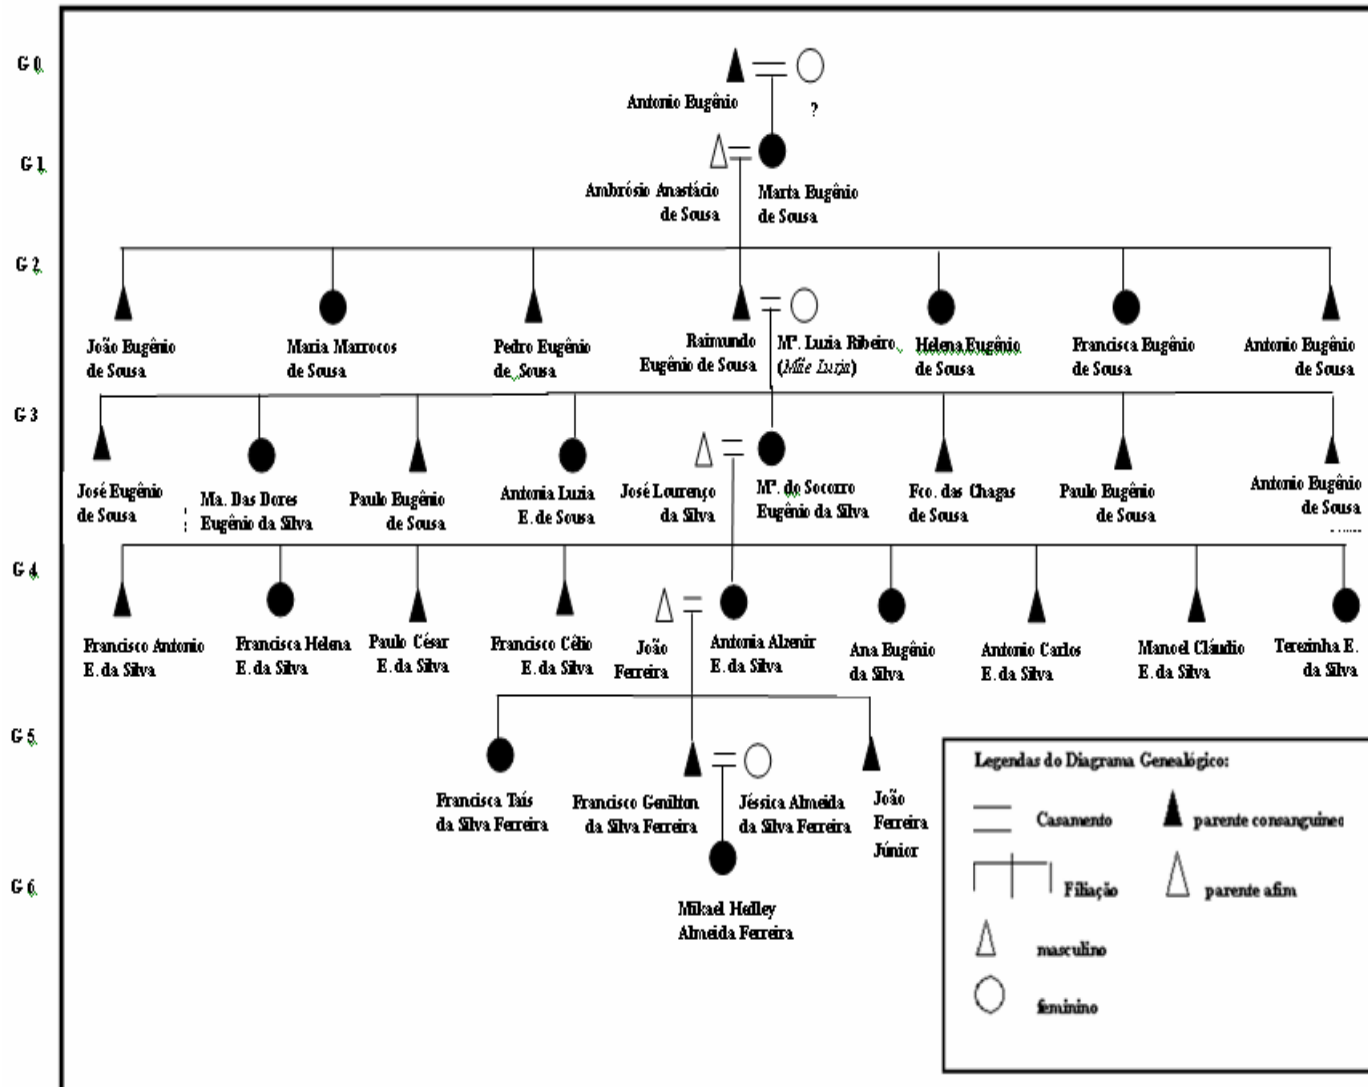 G 0
Antonio Eugênio
?
G 1
Ambrósio Anastácio
de Sousa
Marta Eugênio
de Sousa
G 2
João Eugênio
de Sousa
Maria Marrocos
de Sousa
Pedro Eugênio
de Sousa
Raimundo
Eugênio de Sousa
Mª. Luzia Ribeiro
(Mãe Luzia)
Helena Eugênio
de Sousa
Francisca Eugênio
de Sousa
Antonio Eugênio
de Sousa
G 3
José Eugênio
de Sousa
Ma. Das Dores
Eugênio da Silva
Paulo Eugênio
de Sousa
Antonia Luzia
E. de Sousa
José Lourenço
da Silva
Mª. do Socorro
Eugênio da Silva
Fco. das Chagas
de Sousa
Paulo Eugênio
de Sousa
Antonio Eugênio
de Sousa
G 4
Francisco Antonio
E. da Silva
Francisca Helena
E. da Silva
Paulo César
E. da Silva
Francisco Célio
E. da Silva
João
Ferreira
Antonia Alzenir
E. da Silva
Ana Eugênio
da Silva
Antonio Carlos
E. da Silva
Manoel Cláudio
E. da Silva
Terezinha E.
da Silva
G 5
Francisca Taís
da Silva Ferreira
Francisco Genilton
da Silva Ferreira
Jéssica Almeida
da Silva Ferreira
João
Ferreira
Júnior
G 6
Mikael Hedley
Almeida Ferreira
Legendas do Diagrama Genealógico:
Casamento
parente consanguíneo
Filiação
parente afim
masculino
feminino